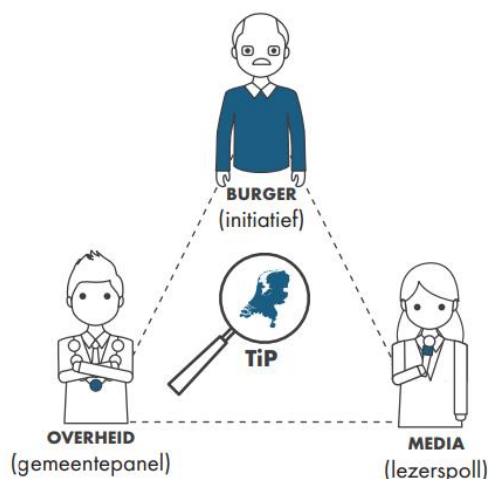 BURGER
(initiatief)
TiP
OVERHEID
(gemeentepanel)
MEDIA
(lezerspoll)